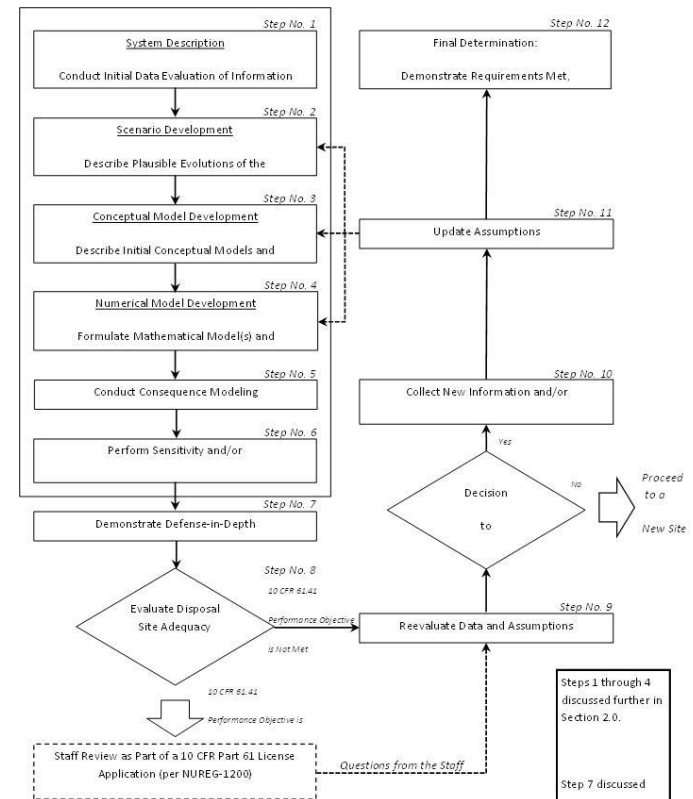 Step No. 1
System Description
Conduct Initial Data Evaluation of Information
Step No. 2
Scenario Development
Describe Plausible Evolutions of the
Step No. 3
Conceptual Model Development
Describe Initial Conceptual Models and
Step No. 4
Numerical Model Development
Formulate Mathematical Model(s) and
Step No. 5
Conduct Consequence Modeling
Step No. 6
Perform Sensitivity and/or
Step No. 7
Demonstrate Defense-in-Depth
Step No. 8
Evaluate Disposal
Site Adequacy
10 CFR 61.41
Performance Objective
is Not Met
10 CFR 61.41
Performance Objective is
Staff Review as Part of a 10 CFR Part 61 License
Application (per NUREG-1200)
Questions from the Staff
Step No. 9
Reevaluate Data and Assumptions
Decision
to
Yes
No
Proceed
to a
New Site
Step No. 10
Collect New Information and/or
Step No. 11
Update Assumptions
Step No. 12
Final Determination:
Demonstrate Requirements Met,
Steps 1 through 4
discussed further in
Section 2.0.
Step 7 discussed